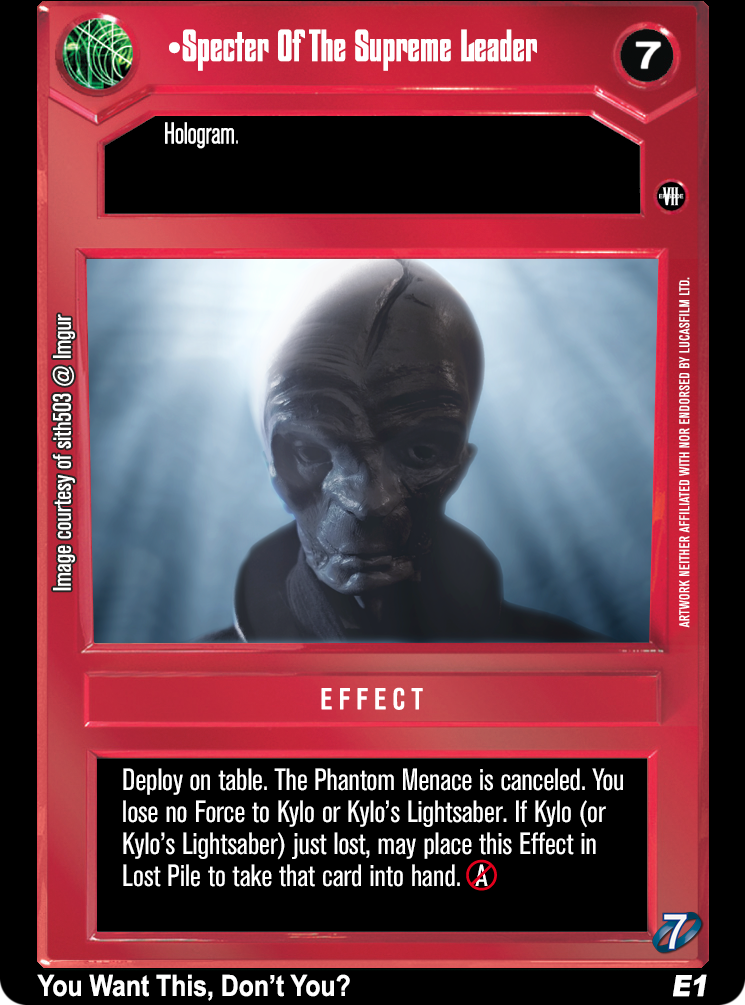 •Specter Of The Supreme Leader
7
Hologram.
EPISODE
VII
Image courtesy of sith503 @ Imgur
ARTWORK NEITHER AFFILIATED WITH NOR ENDORSED BY LUCASFILM LTD.
EFFECT
Deploy on table. The Phantom Menace is canceled. You
lose no Force to Kylo or Kylo’s Lightsaber. If Kylo (or
Kylo’s Lightsaber) just lost, may place this Effect in
Lost Pile to take that card into hand. A
7
You Want This, Don’t You?
E1